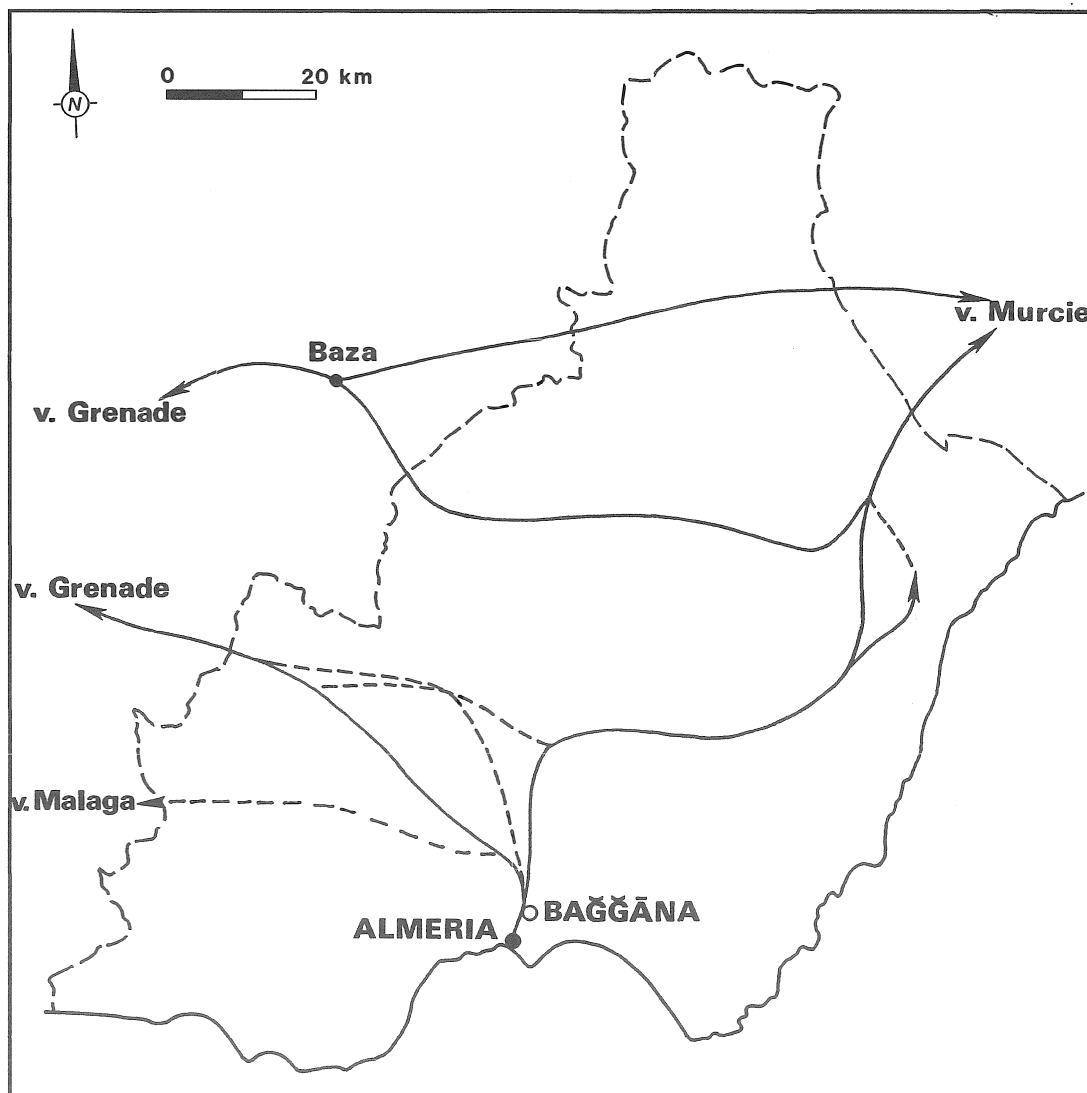 N
0 20 km
v. Murcie
Baza
v. Grenade
v. Grenade
v. Malaga
BAĞĞĀNA
ALMERIA